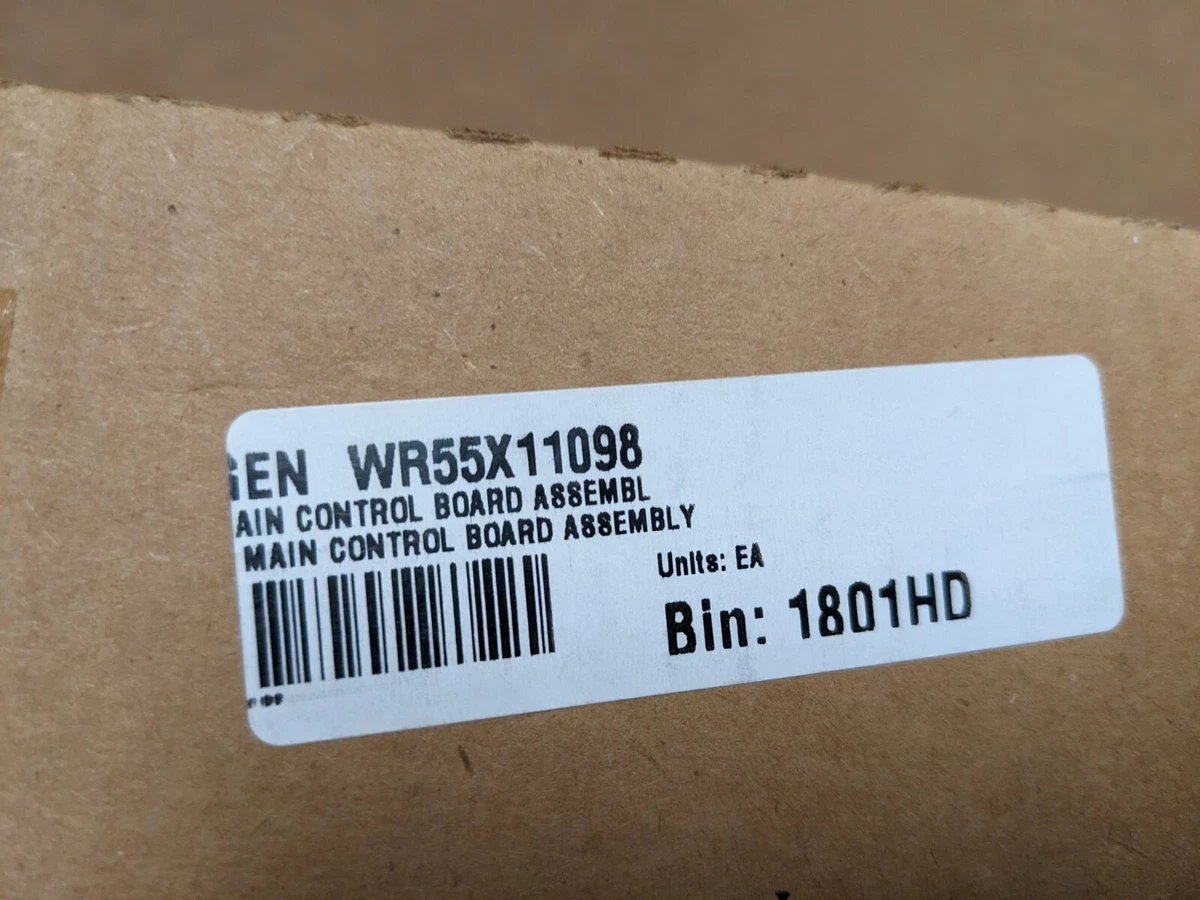 GEN WR55X11098
AIN CONTROL BOARD ASSEMBL
MAIN CONTROL BOARD ASSEMBLY
Units: EA
Bin: 1801HD